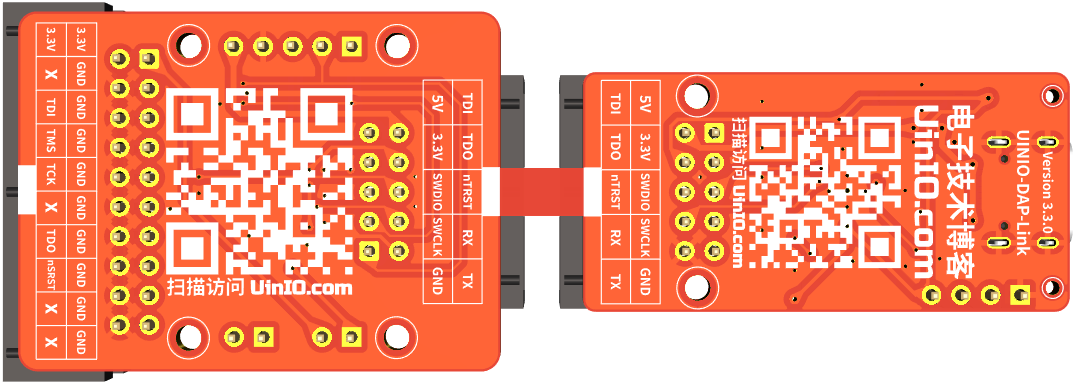 3.3V 3.3V
X GND
TDI GND
TMS GND
TCK GND
X GND
TDO GND
nSRST GND
X GND
X GND
5V TDI
3.3V TDO
SWDIO nTRST
SWCLK RX
GND TX
扫描访问 UinIO.com
TDI 5V
TDO 3.3V
nTRST SWDIO
RX SWCLK
TX GND
扫描访问 UinIO.com
电子技术博客
UinIO.com
UNIO-DAP-Link
Version 3.3.0